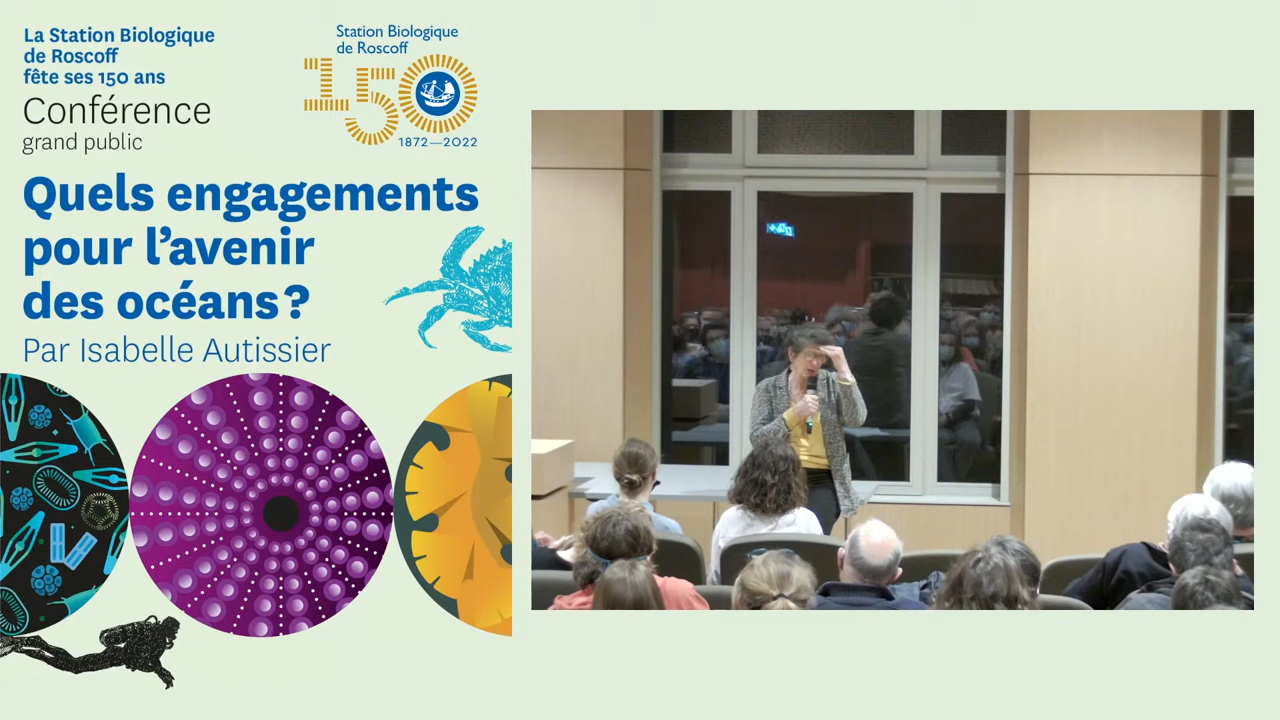 La Station Biologique
de Roscoff
fête ses 150 ans
Conférence
grand public
Station Biologique
de Roscoff
150
1872—2022
Quels engagements
pour l'avenir
des océans ?
Par Isabelle Autissier